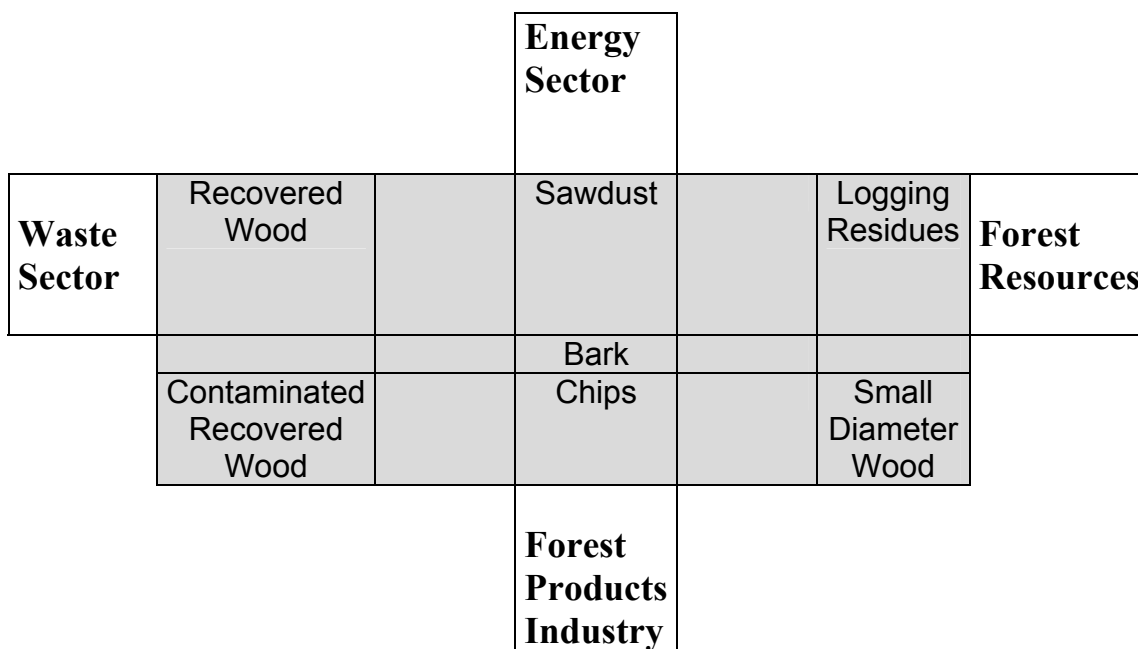 Energy
Sector
Waste
Sector
Recovered
Wood
Sawdust
Logging
Residues
Forest
Resources
Bark
Contaminated
Recovered
Wood
Chips
Small
Diameter
Wood
Forest
Products
Industry